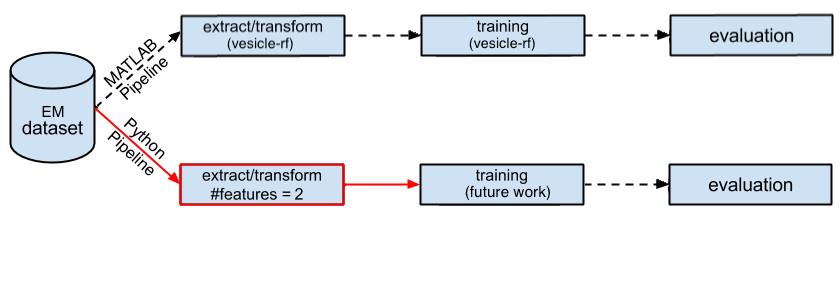 EM
dataset
MATLAB
Pipeline
extract/transform
(vesicle-rf)
training
(vesicle-rf)
evaluation
Python
Pipeline
extract/transform
#features = 2
training
(future work)
evaluation